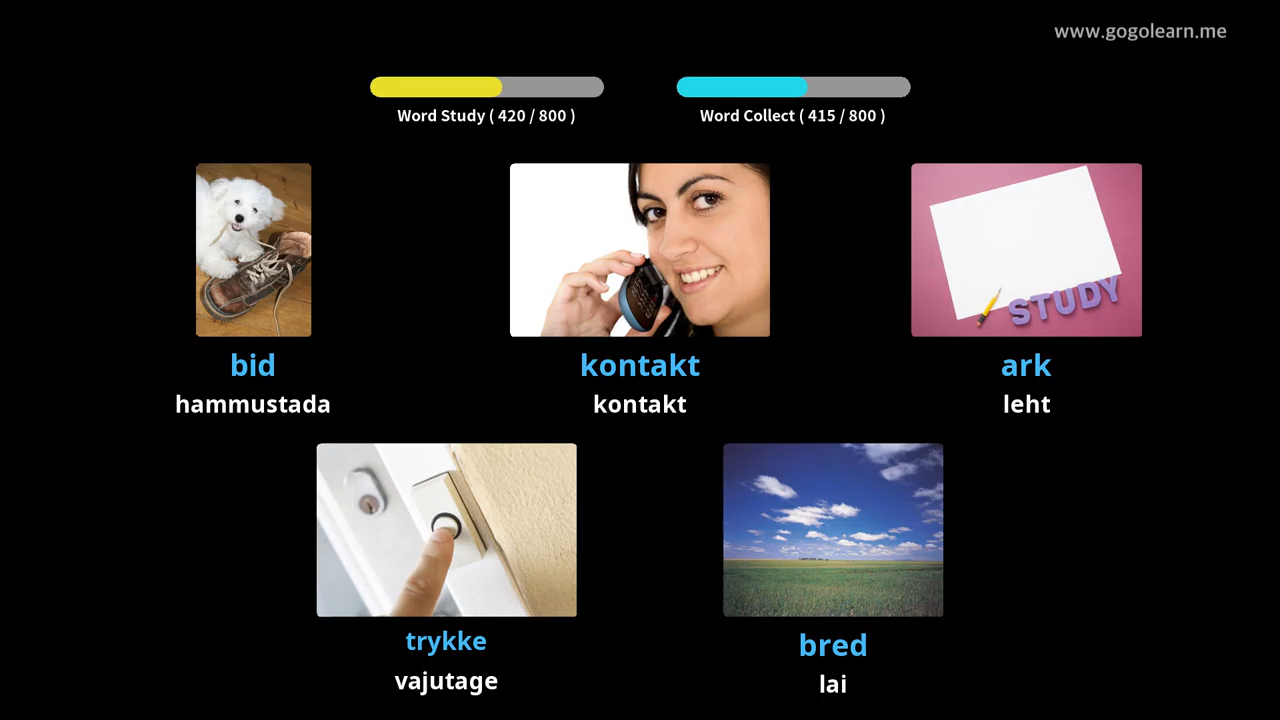 www.gogolearn.me
Word Study ( 420 / 800 )
Word Collect ( 415 / 800 )
STUDY
bid
hammustada
kontakt
kontakt
ark
leht
trykke
vajutage
bred
lai